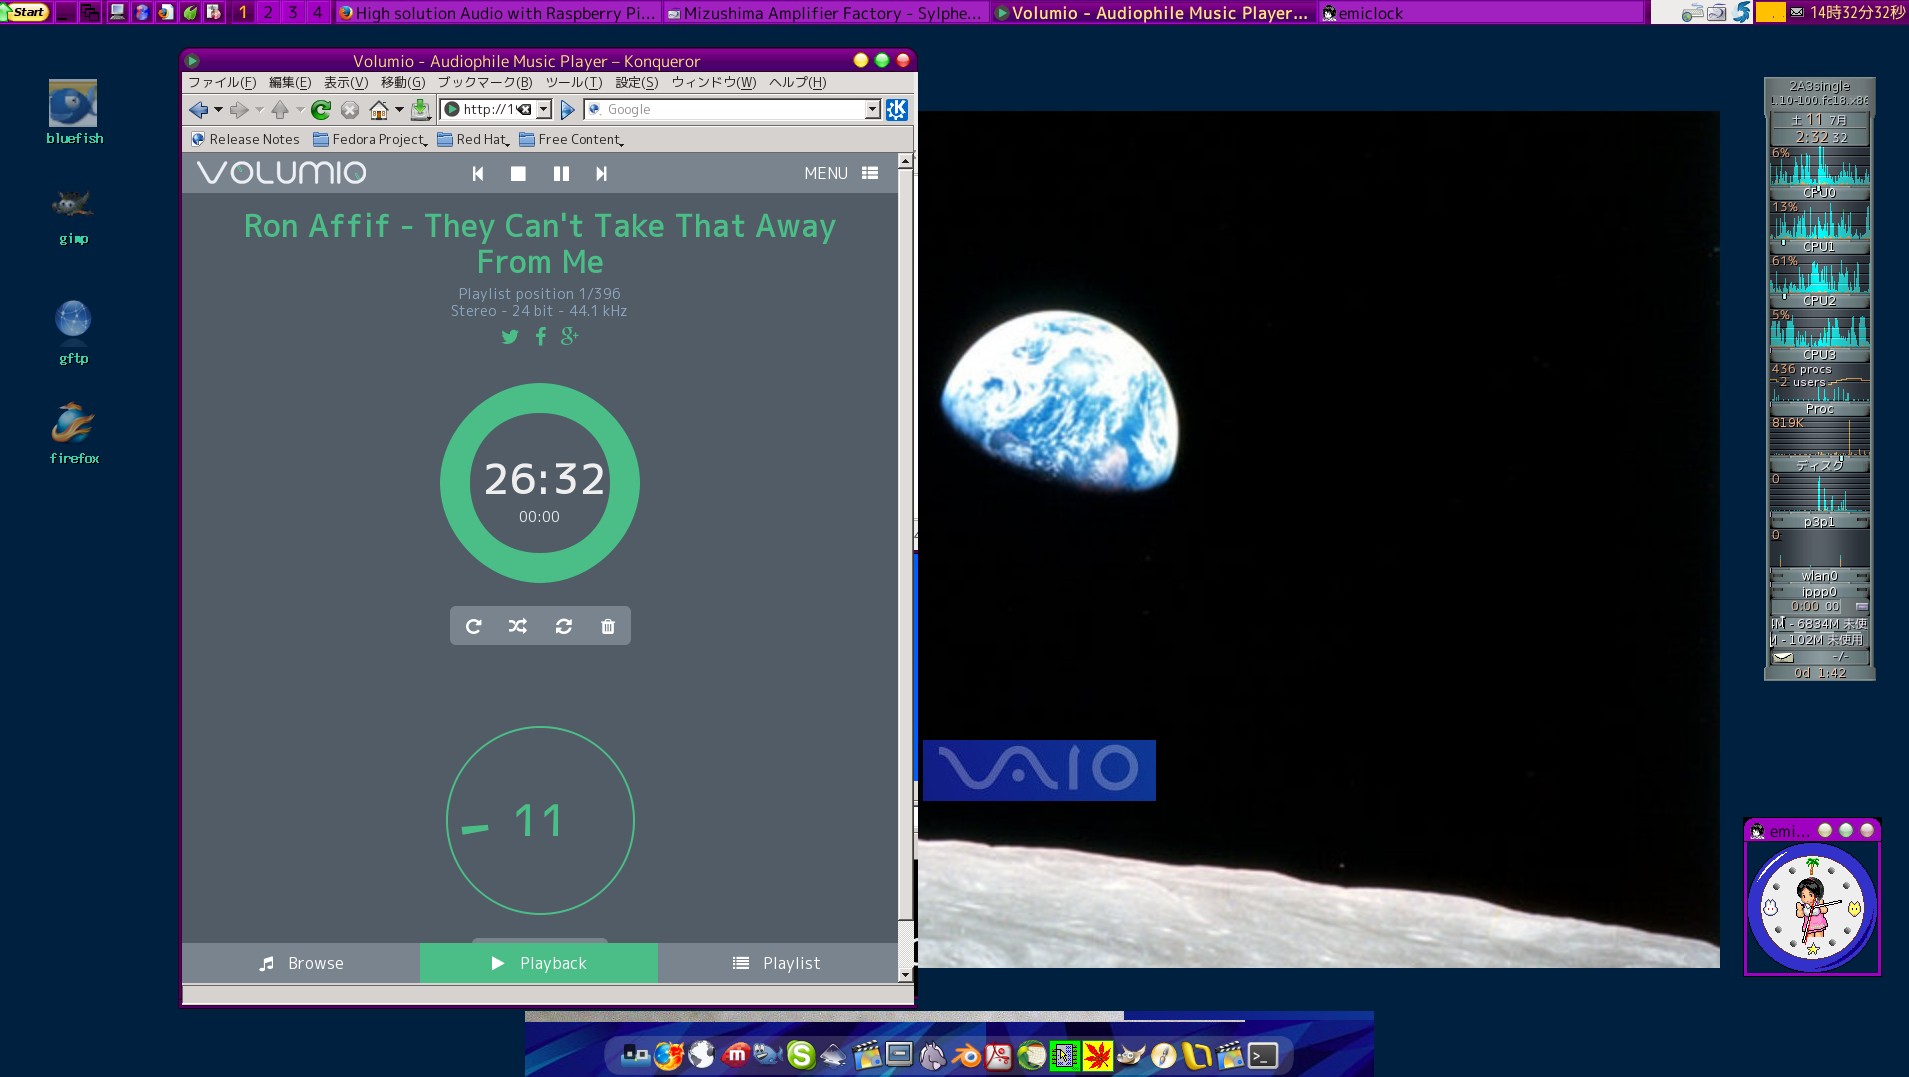 Start 1 2 3 4 High solution Audio with Raspberry Pi... Mizushima Amplifier Factory - Sylphe... Volumio - Audiophile Music Player... emiclock 14時32分32秒
bluefish
gimp
gftp
firefox
Volumio - Audiophile Music Player – Konqueror
ファイル(F) 編集(E) 表示(V) 移動(G) ブックマーク(B) ツール(T) 設定(S) ウィンドウ(W) ヘルプ(H)
http://19 Google
Release Notes Fedora Project Red Hat Free Content
VOLUMIO MENU
Ron Affif - They Can't Take That Away
From Me
Playlist position 1/396
Stereo - 24 bit - 44.1 kHz
26:32
00:00
11
Browse Playback Playlist
VAIO
2A3single
1.10-100.fc18.x86
土 11 7月
2:32 32
6%
CPU0
13%
CPU1
61%
CPU2
5%
CPU3
436 procs
2 users
Proc
819K
ディスク
0
p3p1
0
wlan0
ippp0
0:00 00
M - 6834M 未使
M - 102M 未使用
-/-
0d 1:42
emi...